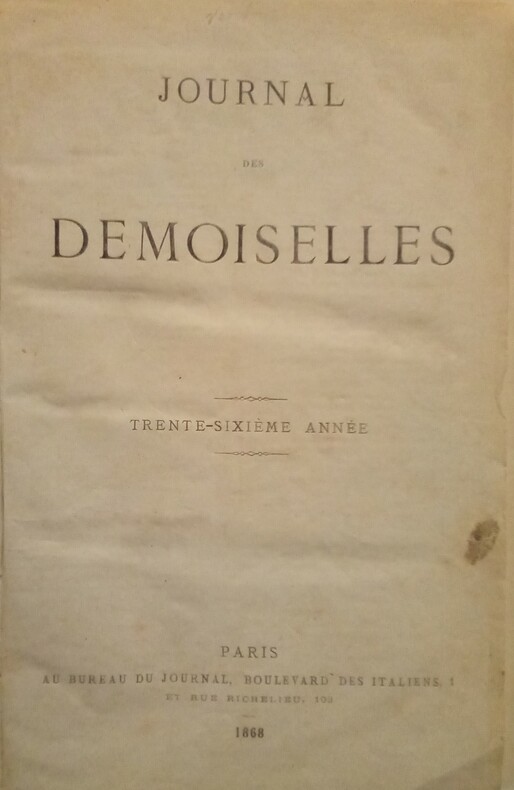 JOURNAL
DES
DEMOISELLES
TRENTE-SIXIÈME ANNÉE
PARIS
AU BUREAU DU JOURNAL, BOULEVARD DES ITALIENS, 1
ET RUE RICHELIEU, 103
1868